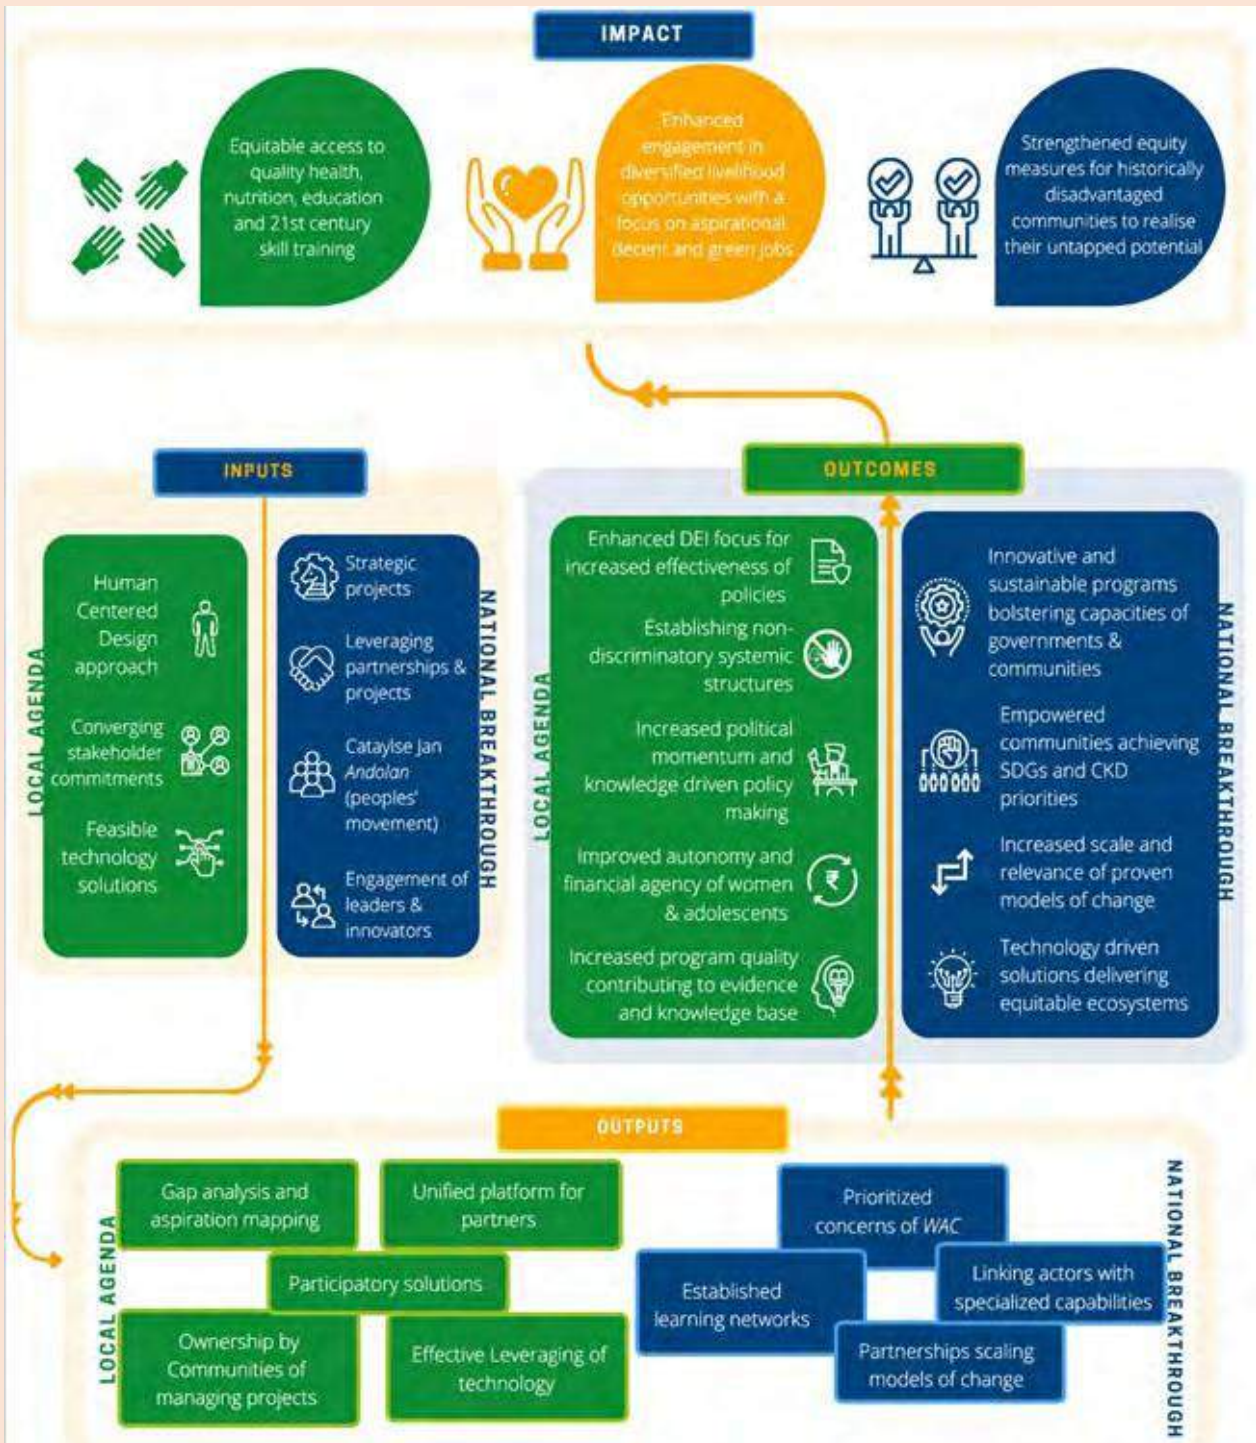 IMPACT
Equitable access to
quality health,
nutrition, education
and 21st century
skill training
Enhanced
engagement in
diversified livelihood
opportunities with a
focus on aspirational
decent and green jobs
Strengthened equity
measures for historically
disadvantaged
communities to realise
their untapped potential
INPUTS
LOCAL AGENDA
Human
Centered
Design
approach
Converging
stakeholder
commitments
Feasible
technology
solutions
Strategic
projects
Leveraging
partnerships &
projects
Cataylse Jan
Andolan
(peoples'
movement)
Engagement of
leaders &
innovators
NATIONAL BREAKTHROUGH
OUTCOMES
LOCAL AGENDA
Enhanced DEI focus for
increased effectiveness of
policies
Establishing non-
discriminatory systemic
structures
Increased political
momentum and
knowledge driven policy
making
Improved autonomy and
financial agency of women
& adolescents
₹
Increased program quality
contributing to evidence
and knowledge base
Innovative and
sustainable programs
bolstering capacities of
governments &
communities
Empowered
communities achieving
SDGs and CKD
priorities
Increased scale and
relevance of proven
models of change
Technology driven
solutions delivering
equitable ecosystems
NATIONAL BREAKTHROUGH
OUTPUTS
LOCAL AGENDA
Gap analysis and
aspiration mapping
Unified platform for
partners
Participatory solutions
Ownership by
Communities of
managing projects
Effective Leveraging of
technology
Prioritized
concerns of WAC
Established
learning networks
Linking actors with
specialized capabilities
Partnerships scaling
models of change
NATIONAL BREAKTHROUGH